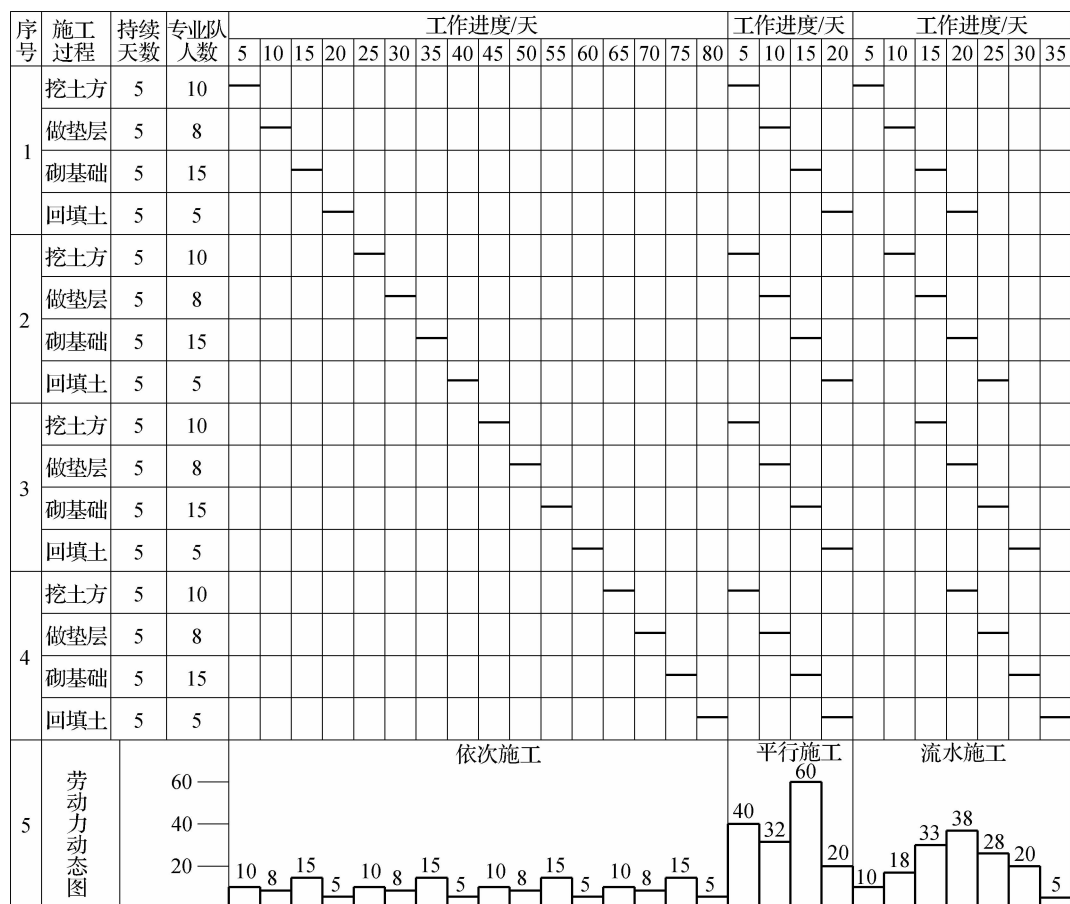 序号 施工过程 持续天数 专业队人数 工作进度/天 工作进度/天 工作进度/天
5 10 15 20 25 30 35 40 45 50 55 60 65 70 75 80 5 10 15 20 5 10 15 20 25 30 35
1
挖土方 5 10
做垫层 5 8
砌基础 5 15
回填土 5 5
2
挖土方 5 10
做垫层 5 8
砌基础 5 15
回填土 5 5
3
挖土方 5 10
做垫层 5 8
砌基础 5 15
回填土 5 5
4
挖土方 5 10
做垫层 5 8
砌基础 5 15
回填土 5 5
5 劳动力动态图
依次施工 平行施工 流水施工
60
40
20
10 8 15 5 10 8 15 5 10 8 15 5 10 8 15 5
40 32 60 20
10 18 33 38 28 20 5